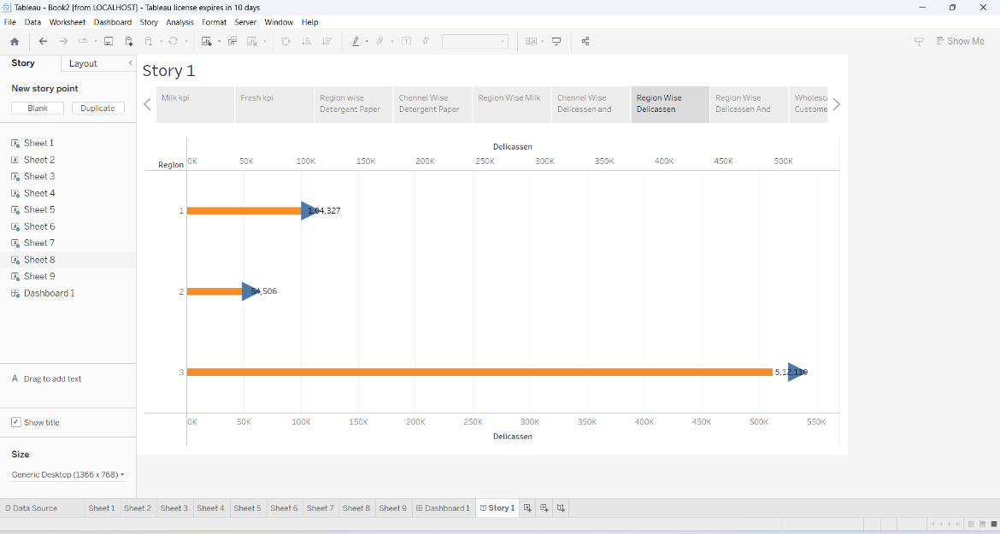 Tableau - Book2 [from LOCALHOST] - Tableau license expires in 10 days
File Data Worksheet Dashboard Story Analysis Format Server Window Help
Show Me
Story Layout
New story point
Blank Duplicate
Sheet 1
Sheet 2
Sheet 3
Sheet 4
Sheet 5
Sheet 6
Sheet 7
Sheet 8
Sheet 9
Dashboard 1
A Drag to add text
Show title
Size
Generic Desktop (1366 x 768)
Story 1
Milk kpi
Fresh kpi
Region wise
Detergent Paper
Chennel Wise
Detergent Paper
Region Wise Milk
Chennel Wise
Delicessen and
Region Wise
Delicassen
Region Wise
Delicassen And
Wholesca
Custome
Delicassen
Region 0K 50K 100K 150K 200K 250K 300K 350K 400K 450K 500K
1 1,04,327
2 54,506
3 5,12,110
0K 50K 100K 150K 200K 250K 300K 350K 400K 450K 500K 550K
Delicassen
Data Source Sheet 1 Sheet 2 Sheet 3 Sheet 4 Sheet 5 Sheet 6 Sheet 7 Sheet 8 Sheet 9 Dashboard 1 Story 1